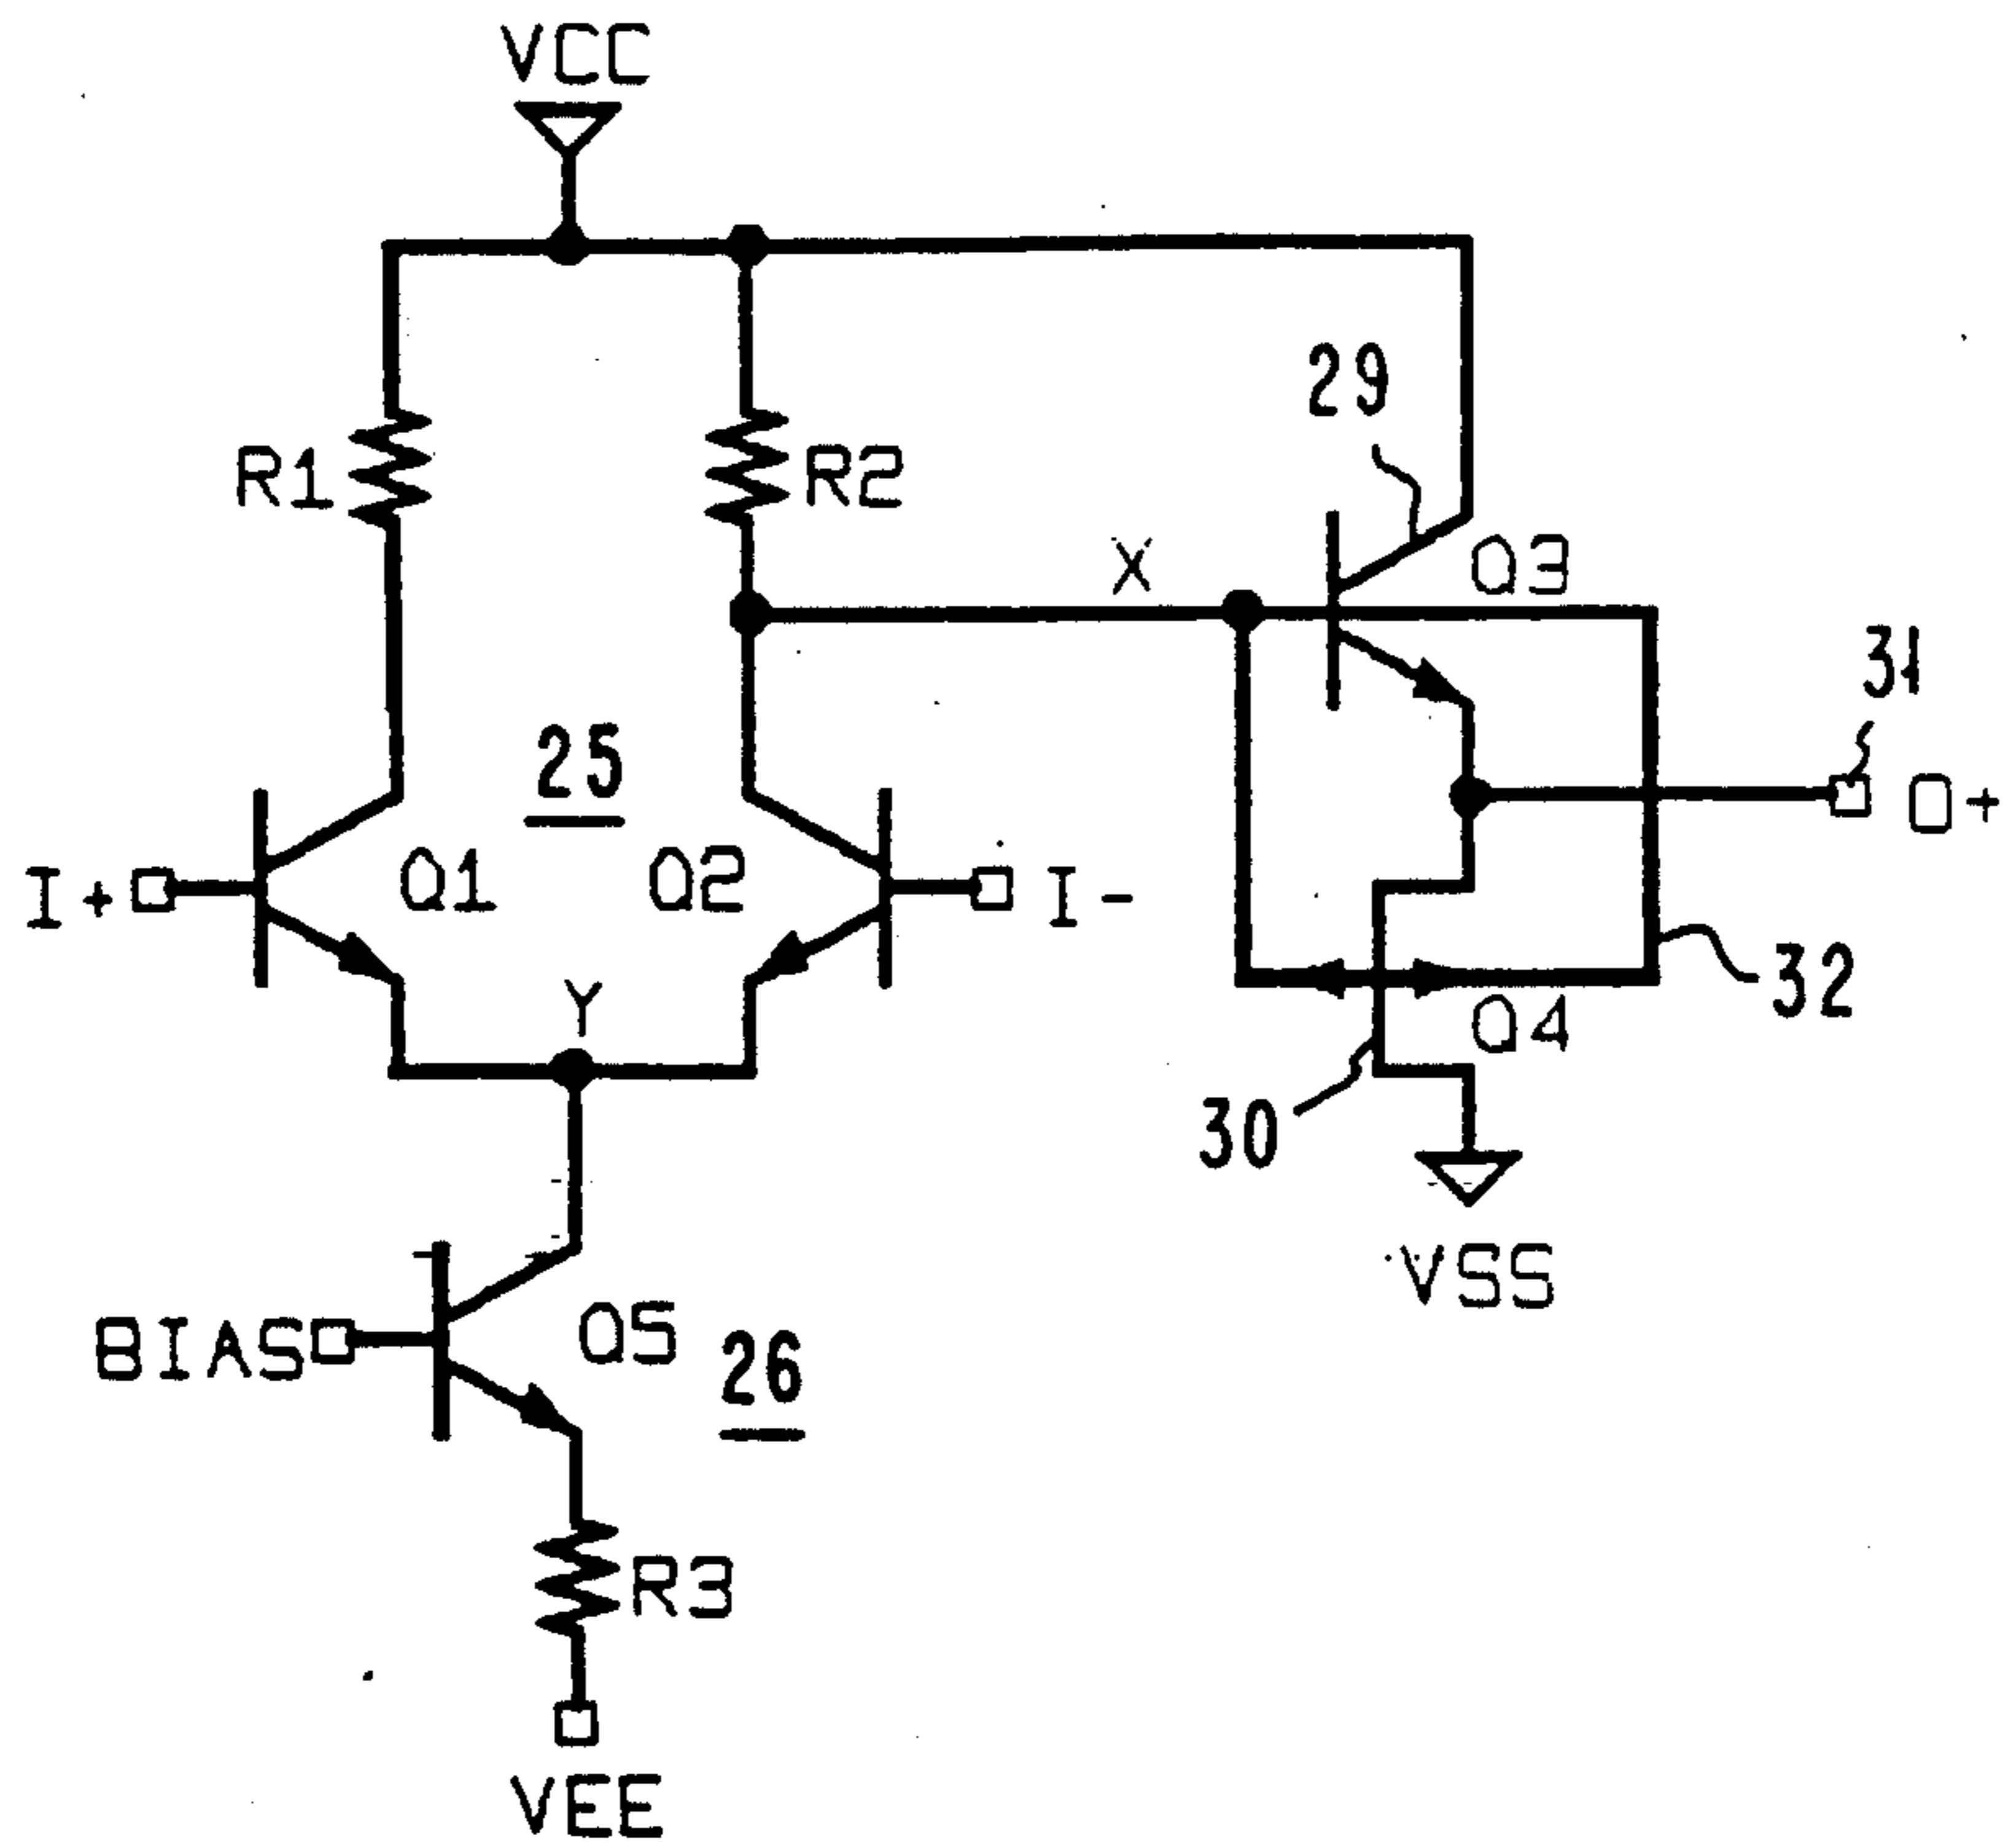 VCC
29
R1
R2
X
Q3
31
25
O+
I+
Q1
Q2
I-
Y
32
Q4
30
VSS
BIAS
Q5
26
R3
VEE